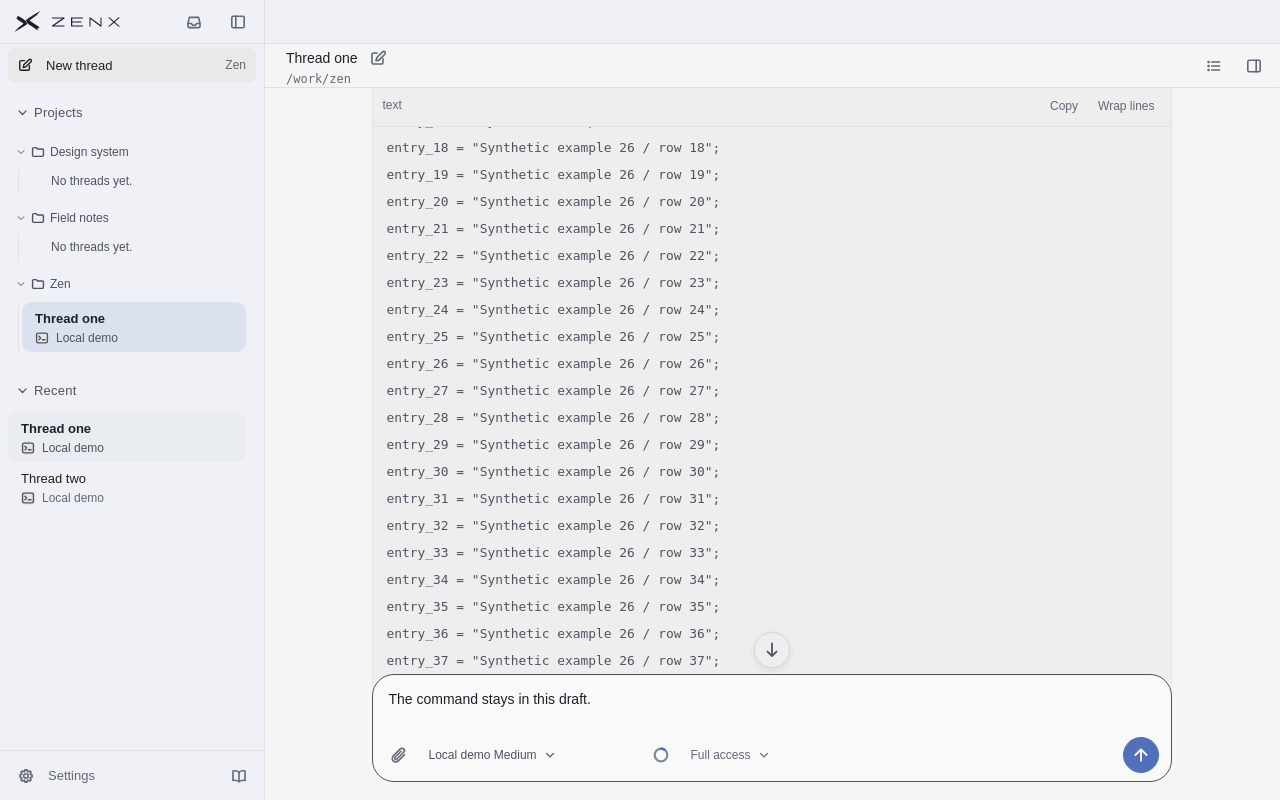 ZENX
New thread
Zen
Projects
Design system
No threads yet.
Field notes
No threads yet.
Zen
Thread one
Local demo
Recent
Thread one
Local demo
Thread two
Local demo
Settings
Thread one
/work/zen
text
Copy
Wrap lines
entry_18 = "Synthetic example 26 / row 18";
entry_19 = "Synthetic example 26 / row 19";
entry_20 = "Synthetic example 26 / row 20";
entry_21 = "Synthetic example 26 / row 21";
entry_22 = "Synthetic example 26 / row 22";
entry_23 = "Synthetic example 26 / row 23";
entry_24 = "Synthetic example 26 / row 24";
entry_25 = "Synthetic example 26 / row 25";
entry_26 = "Synthetic example 26 / row 26";
entry_27 = "Synthetic example 26 / row 27";
entry_28 = "Synthetic example 26 / row 28";
entry_29 = "Synthetic example 26 / row 29";
entry_30 = "Synthetic example 26 / row 30";
entry_31 = "Synthetic example 26 / row 31";
entry_32 = "Synthetic example 26 / row 32";
entry_33 = "Synthetic example 26 / row 33";
entry_34 = "Synthetic example 26 / row 34";
entry_35 = "Synthetic example 26 / row 35";
entry_36 = "Synthetic example 26 / row 36";
entry_37 = "Synthetic example 26 / row 37";
The command stays in this draft.
Local demo Medium
Full access